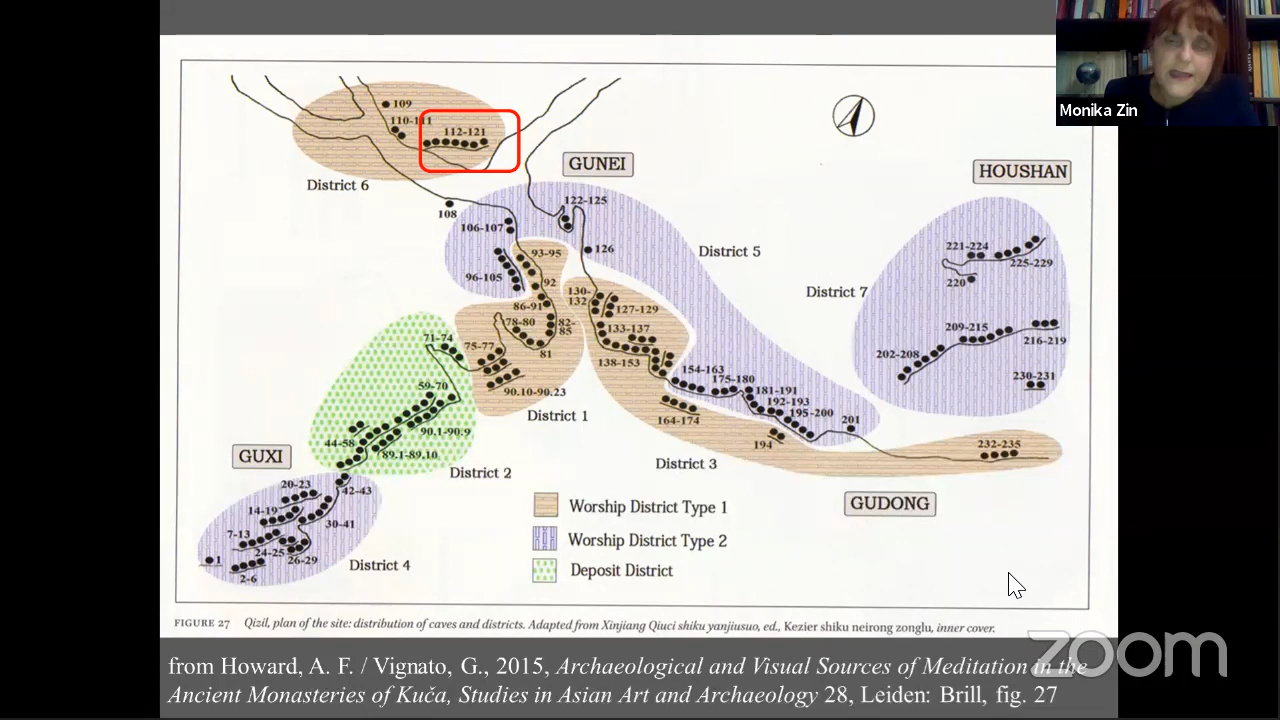 Monika Zin
109
110-111
112-121
GUNEI
HOUSHAN
District 6
122-125
108
106-107
126
District 5
221-224
93-95
225-229
96-105
92
220
130-
132
District 7
86-91
127-129
78-80
82-
85
133-137
209-215
71-74
75-77
216-219
81
138-153
202-208
154-163
175-180
230-231
59-70
181-191
90.10-90.23
192-193
195-200
District 1
164-174
201
44-58
90.1-90.9
194
232-235
GUXI
89.1-89.10
District 3
District 2
20-23
42-43
GUDONG
14-19
Worship District Type 1
30-41
7-13
Worship District Type 2
24-25
1
26-29
District 4
Deposit District
2-6
FIGURE 27 Qizil, plan of the site: distribution of caves and districts. Adapted from Xinjiang Qiuci shiku yanjiusuo, ed., Kezier shiku neirong zonglu, inner cover.
zoom
from Howard, A. F. / Vignato, G., 2015, Archaeological and Visual Sources of Meditation in the
Ancient Monasteries of Kuča, Studies in Asian Art and Archaeology 28, Leiden: Brill, fig. 27